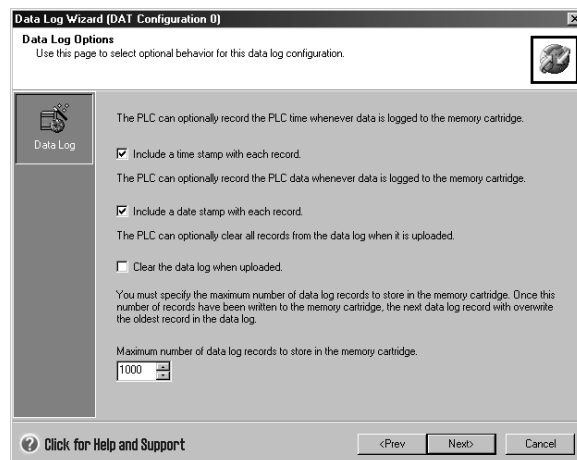 Data Log Wizard (DAT Configuration 0)
Data Log Options
Use this page to select optional behavior for this data log configuration.
Data Log
The PLC can optionally record the PLC time whenever data is logged to the memory cartridge.
Include a time stamp with each record.
The PLC can optionally record the PLC data whenever data is logged to the memory cartridge.
Include a date stamp with each record.
The PLC can optionally clear all records from the data log when it is uploaded.
Clear the data log when uploaded.
You must specify the maximum number of data log records to store in the memory cartridge. Once this
number of records have been written to the memory cartridge, the next data log record with overwrite
the oldest record in the data log.
Maximum number of data log records to store in the memory cartridge.
1000
Click for Help and Support
<Prev
Next>
Cancel